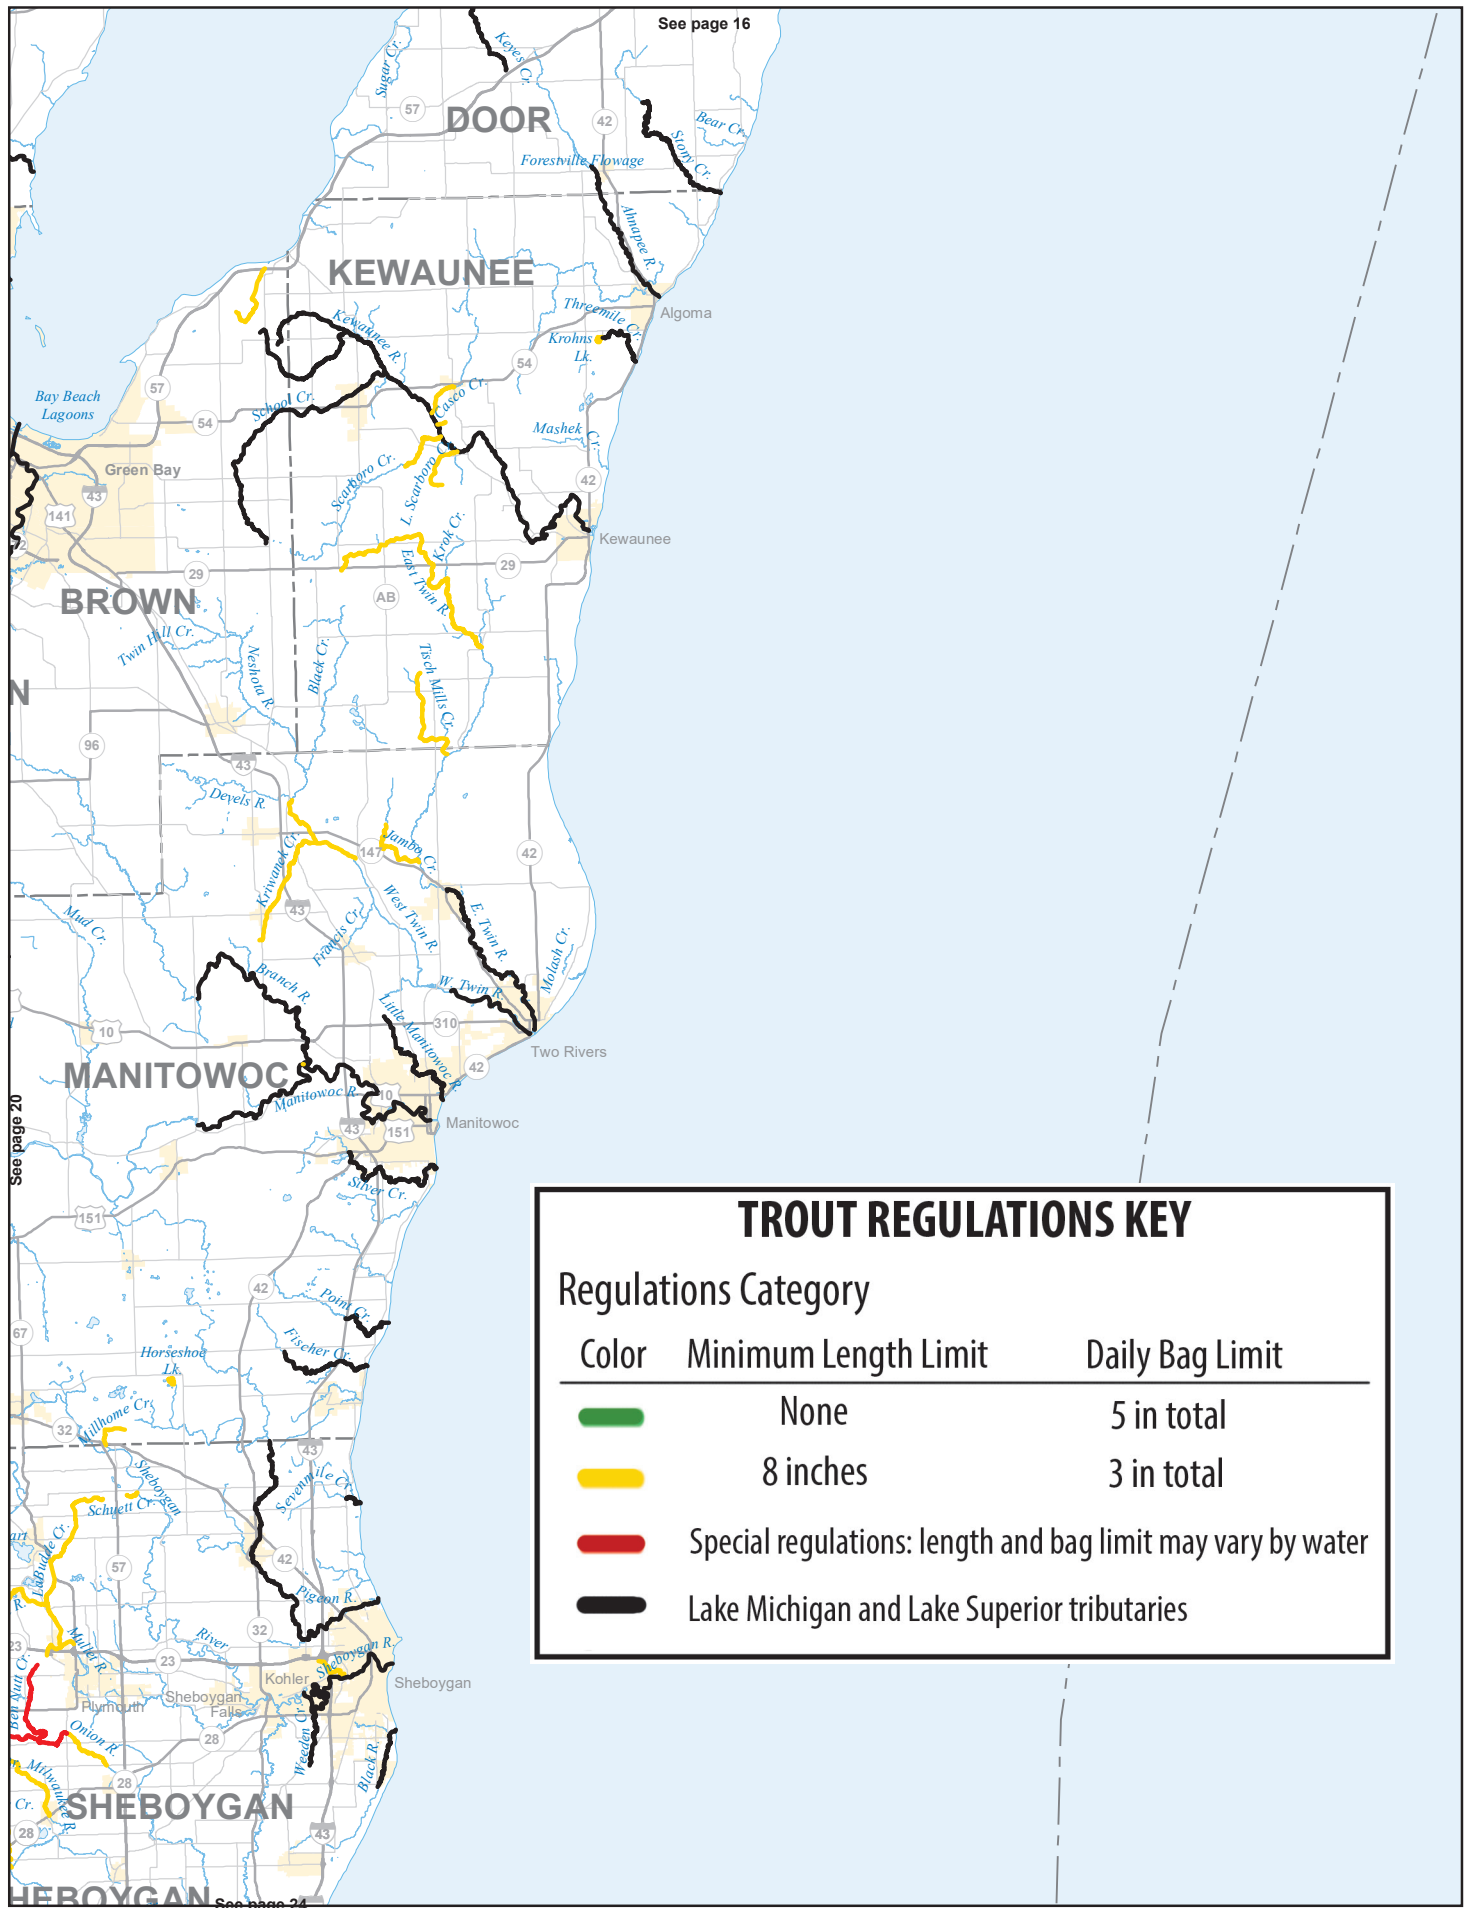 See page 16
Sugar Cr.
Keyes Cr.
57
DOOR
42
Bear Cr.
Stony Cr.
Forestville Flowage
Ahnapee R.
KEWAUNEE
Threemile Cr.
Algoma
Kewaunee R.
Krohns
Lk.
54
57
Bay Beach
Lagoons
School Cr.
Casco Cr.
54
Mashek Cr.
Green Bay
43
Scarboro Cr.
L. Scarboro Cr.
42
141
Krok Cr.
Kewaunee
29
29
East Twin R.
AB
BROWN
Twin Hill Cr.
Neshota R.
Black Cr.
Tisch Mills Cr.
N
96
43
Devels R.
Kriwanek Cr.
147
Jambo Cr.
42
Mud Cr.
43
Francis Cr.
West Twin R.
E. Twin R.
Molash Cr.
Branch R.
W. Twin R.
Little Manitowoc R.
10
310
Two Rivers
42
MANITOWOC
Manitowoc R.
10
See page 20
43
151
Manitowoc
Silver Cr.
151
42
Point Cr.
67
Fischer Cr.
Horseshoe
Lk.
Millhome Cr.
32
43
Sheboygan
Sevenmile Cr.
Schuett Cr.
art
LaBudde Cr.
57
42
R.
Pigeon R.
32
23
Mullet R.
River
23
Sheboygan R.
Ben Nutt Cr.
Kohler
Sheboygan
Plymouth
Sheboygan
Falls
Onion R.
28
Weeden Cr.
Black R.
r.
Milwaukee R.
28
Cr.
SHEBOYGAN
28
43
HEBOYGAN
See page 24
TROUT REGULATIONS KEY
Regulations Category
Color Minimum Length Limit Daily Bag Limit
None 5 in total
8 inches 3 in total
Special regulations: length and bag limit may vary by water
Lake Michigan and Lake Superior tributaries